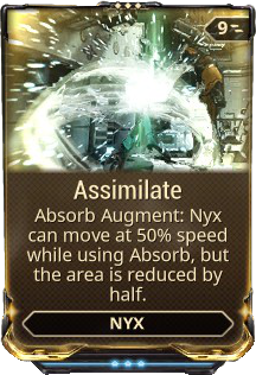 9
Assimilate
Absorb Augment: Nyx
can move at 50% speed
while using Absorb, but
the area is reduced by
half.
NYX